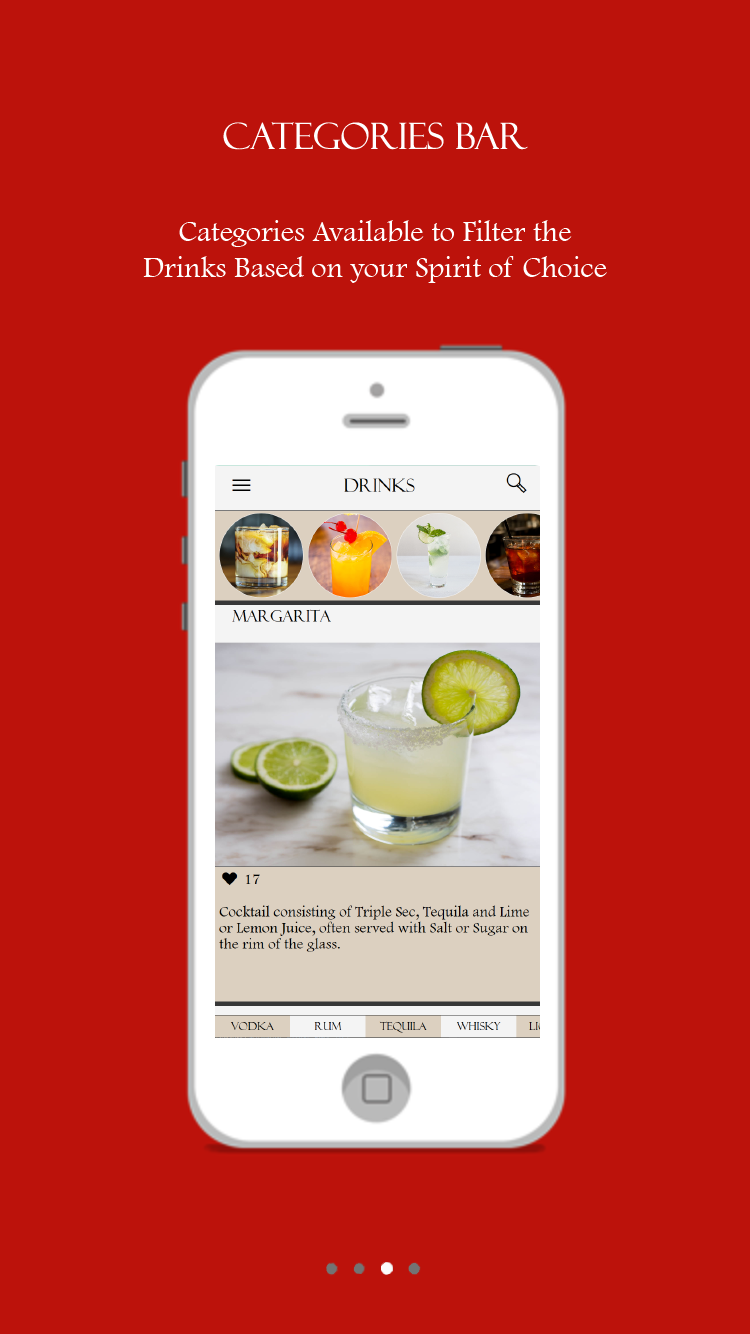 CATEGORIES BAR
Categories Available to Filter the
Drinks Based on your Spirit of Choice
DRINKS
MARGARITA
17
Cocktail consisting of Triple Sec, Tequila and Lime
or Lemon Juice, often served with Salt or Sugar on
the rim of the glass.
VODKA RUM TEQUILA WHISKY